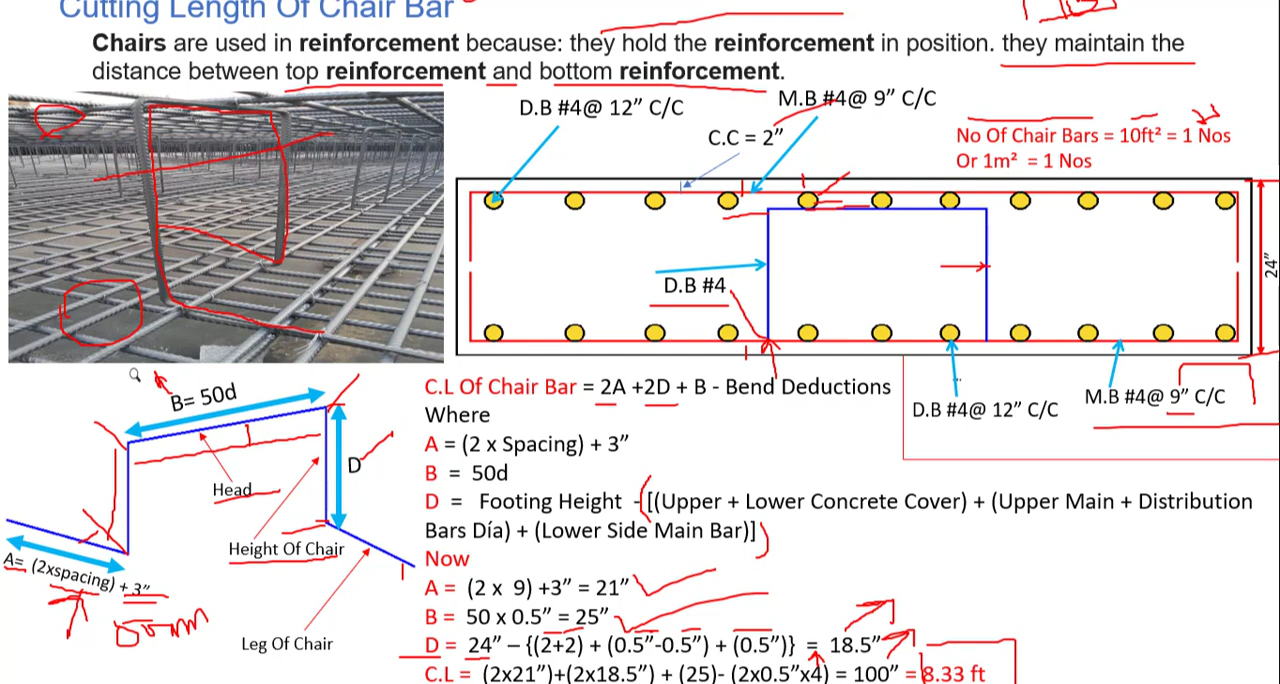 Cutting Length Of Chair Bar
Chairs are used in reinforcement because: they hold the reinforcement in position. they maintain the
distance between top reinforcement and bottom reinforcement.
D.B #4@ 12” C/C
M.B #4@ 9” C/C
C.C = 2”
No Of Chair Bars = 10ft² = 1 Nos
Or 1m² = 1 Nos
24”
D.B #4
D.B #4@ 12” C/C
M.B #4@ 9” C/C
B= 50d
D
Head
Height Of Chair
A= (2xspacing) + 3”
Leg Of Chair
C.L Of Chair Bar = 2A +2D + B - Bend Deductions
Where
A = (2 x Spacing) + 3”
B = 50d
D = Footing Height - [(Upper + Lower Concrete Cover) + (Upper Main + Distribution
Bars Día) + (Lower Side Main Bar)]
Now
A = (2 x 9) +3” = 21”
B = 50 x 0.5” = 25”
D = 24” – {(2+2) + (0.5”-0.5”) + (0.5”)} = 18.5”
C.L = (2x21”)+(2x18.5”) + (25)- (2x0.5”x4) = 100” = 8.33 ft